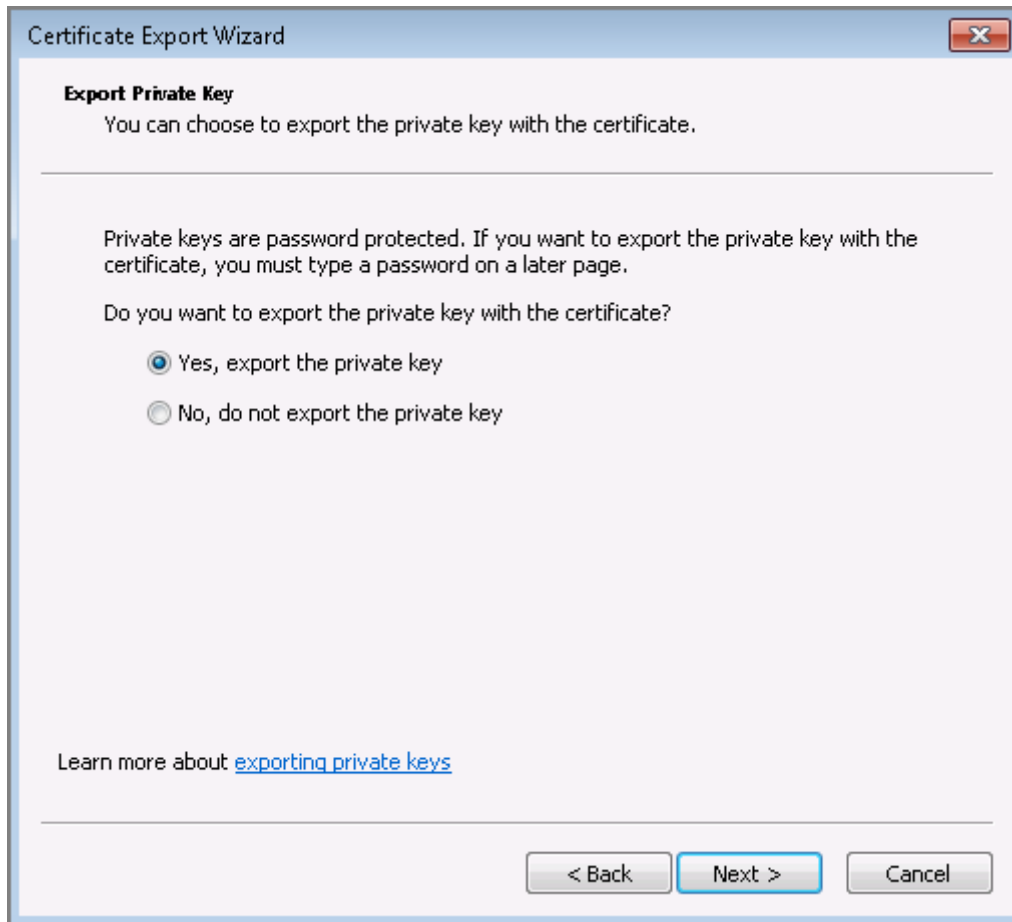 Certificate Export Wizard
Export Private Key
You can choose to export the private key with the certificate.
Private keys are password protected. If you want to export the private key with the
certificate, you must type a password on a later page.
Do you want to export the private key with the certificate?
Yes, export the private key
No, do not export the private key
Learn more about exporting private keys
< Back
Next >
Cancel